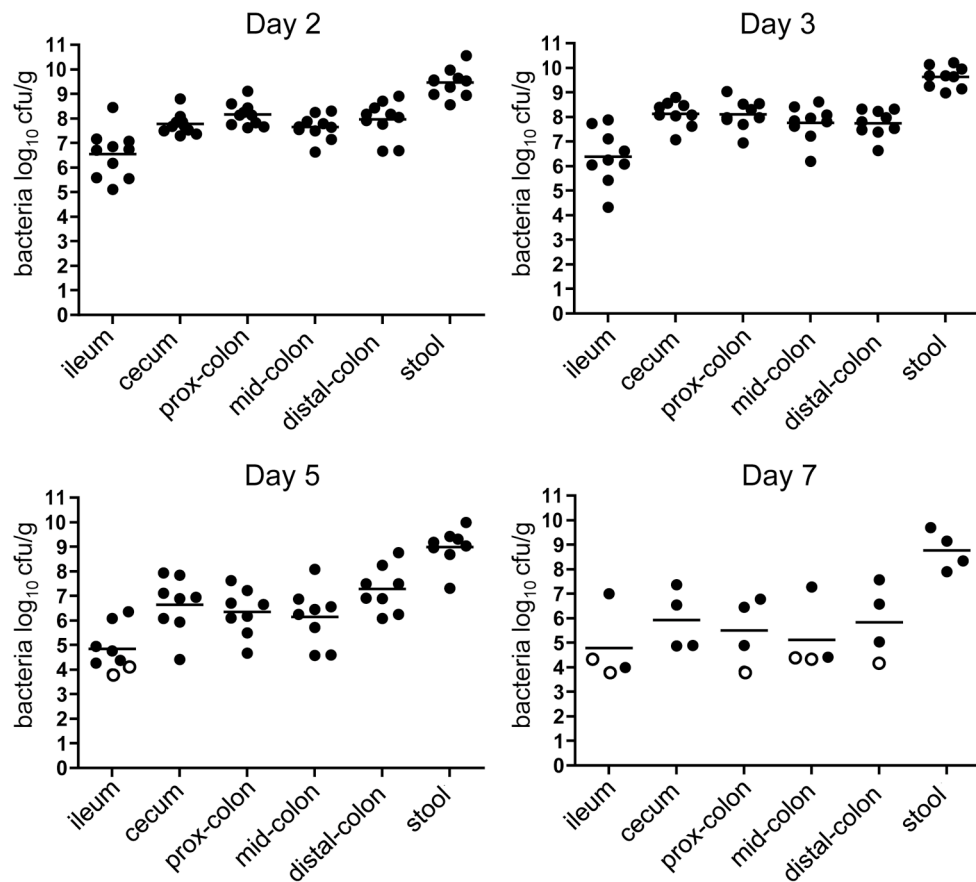 Day 2
bacteria log10 cfu/g
11
10
9
8
7
6
5
4
3
2
1
0
ileum
cecum
prox-colon
mid-colon
distal-colon
stool
Day 3
bacteria log10 cfu/g
11
10
9
8
7
6
5
4
3
2
1
0
ileum
cecum
prox-colon
mid-colon
distal-colon
stool
Day 5
bacteria log10 cfu/g
11
10
9
8
7
6
5
4
3
2
1
0
ileum
cecum
prox-colon
mid-colon
distal-colon
stool
Day 7
bacteria log10 cfu/g
11
10
9
8
7
6
5
4
3
2
1
0
ileum
cecum
prox-colon
mid-colon
distal-colon
stool